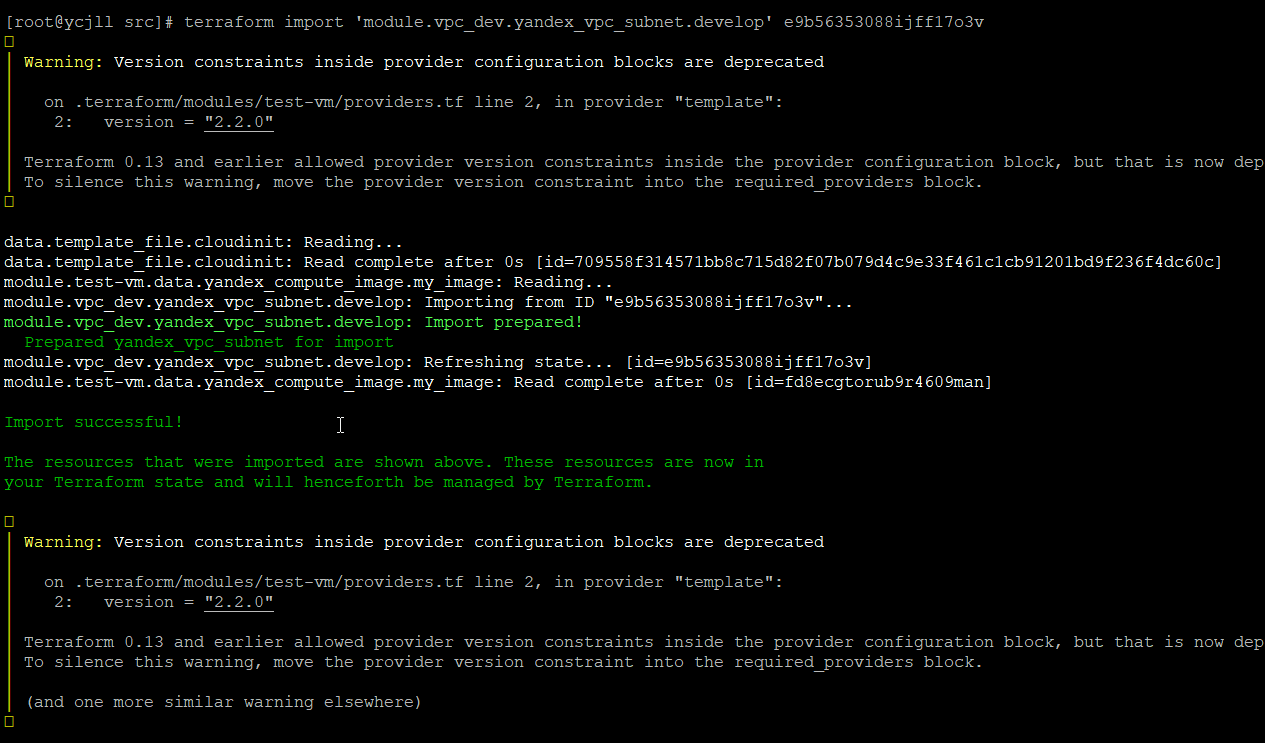 [root@ycjll src]# terraform import 'module.vpc_dev.yandex_vpc_subnet.develop' e9b56353088ijff17o3v
Warning: Version constraints inside provider configuration blocks are deprecated
on .terraform/modules/test-vm/providers.tf line 2, in provider "template":
2:   version = "2.2.0"
Terraform 0.13 and earlier allowed provider version constraints inside the provider configuration block, but that is now dep
To silence this warning, move the provider version constraint into the required_providers block.
data.template_file.cloudinit: Reading...
data.template_file.cloudinit: Read complete after 0s [id=709558f314571bb8c715d82f07b079d4c9e33f461c1cb91201bd9f236f4dc60c]
module.test-vm.data.yandex_compute_image.my_image: Reading...
module.vpc_dev.yandex_vpc_subnet.develop: Importing from ID "e9b56353088ijff17o3v"...
module.vpc_dev.yandex_vpc_subnet.develop: Import prepared!
Prepared yandex_vpc_subnet for import
module.vpc_dev.yandex_vpc_subnet.develop: Refreshing state... [id=e9b56353088ijff17o3v]
module.test-vm.data.yandex_compute_image.my_image: Read complete after 0s [id=fd8ecgtorub9r4609man]
Import successful!
The resources that were imported are shown above. These resources are now in
your Terraform state and will henceforth be managed by Terraform.
Warning: Version constraints inside provider configuration blocks are deprecated
on .terraform/modules/test-vm/providers.tf line 2, in provider "template":
2:   version = "2.2.0"
Terraform 0.13 and earlier allowed provider version constraints inside the provider configuration block, but that is now dep
To silence this warning, move the provider version constraint into the required_providers block.
(and one more similar warning elsewhere)